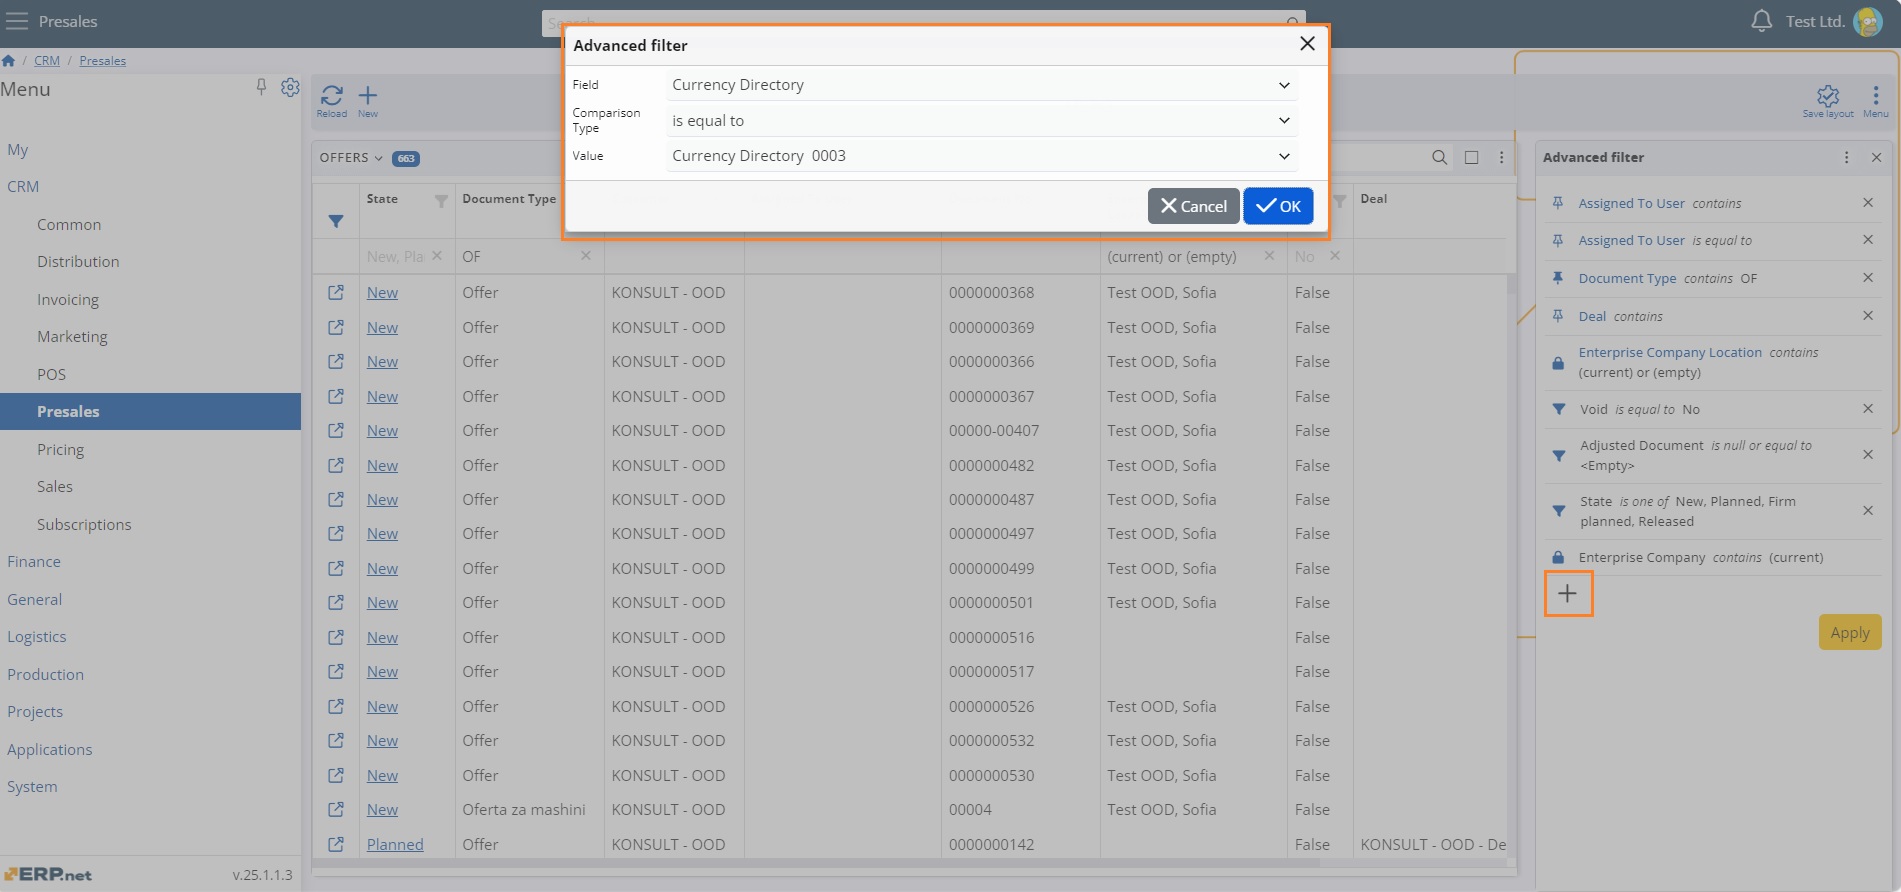 Presales
Search
Test Ltd.
/ CRM / Presales
Menu
My
CRM
Common
Distribution
Invoicing
Marketing
POS
Presales
Pricing
Sales
Subscriptions
Finance
General
Logistics
Production
Projects
Applications
System
ERP.net
v.25.1.1.3
Reload
New
Save layout
Menu
Advanced filter
Field
Currency Directory
Comparison
Type
is equal to
Value
Currency Directory 0003
Cancel
OK
OFFERS 663
State
Document Type
Deal
New, Pla
OF
(current) or (empty)
No
New Offer KONSULT - OOD 0000000368 Test OOD, Sofia False
New Offer KONSULT - OOD 0000000369 Test OOD, Sofia False
New Offer KONSULT - OOD 0000000366 Test OOD, Sofia False
New Offer KONSULT - OOD 0000000367 Test OOD, Sofia False
New Offer KONSULT - OOD 00000-00407 Test OOD, Sofia False
New Offer KONSULT - OOD 0000000482 Test OOD, Sofia False
New Offer KONSULT - OOD 0000000487 Test OOD, Sofia False
New Offer KONSULT - OOD 0000000497 Test OOD, Sofia False
New Offer KONSULT - OOD 0000000499 Test OOD, Sofia False
New Offer KONSULT - OOD 0000000501 Test OOD, Sofia False
New Offer KONSULT - OOD 0000000516 False
New Offer KONSULT - OOD 0000000517 False
New Offer KONSULT - OOD 0000000526 Test OOD, Sofia False
New Offer KONSULT - OOD 0000000532 Test OOD, Sofia False
New Offer KONSULT - OOD 0000000530 Test OOD, Sofia False
New Oferta za mashini KONSULT - OOD 00004 Test OOD, Sofia False
Planned Offer KONSULT - OOD 0000000142 False KONSULT - OOD - De
Advanced filter
Assigned To User contains
Assigned To User is equal to
Document Type contains OF
Deal contains
Enterprise Company Location contains
(current) or (empty)
Void is equal to No
Adjusted Document is null or equal to
<Empty>
State is one of New, Planned, Firm
planned, Released
Enterprise Company contains (current)
Apply